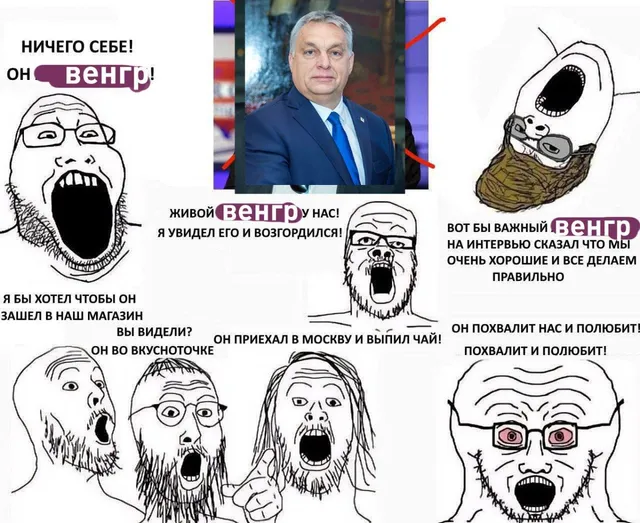 НИЧЕГО СЕБЕ!
ОН венгр!
Я БЫ ХОТЕЛ ЧТОБЫ ОН
ЗАШЕЛ В НАШ МАГАЗИН
ЖИВОЙ венгр У НАС!
Я УВИДЕЛ ЕГО И ВОЗГОРДИЛСЯ!
ВОТ БЫ ВАЖНЫЙ венгр
НА ИНТЕРВЬЮ СКАЗАЛ ЧТО МЫ
ОЧЕНЬ ХОРОШИЕ И ВСЕ ДЕЛАЕМ
ПРАВИЛЬНО
ВЫ ВИДЕЛИ?
ОН ВО ВКУСНОТОЧКЕ
ОН ПРИЕХАЛ В МОСКВУ И ВЫПИЛ ЧАЙ!
ОН ПОХВАЛИТ НАС И ПОЛЮБИТ!
ПОХВАЛИТ И ПОЛЮБИТ!